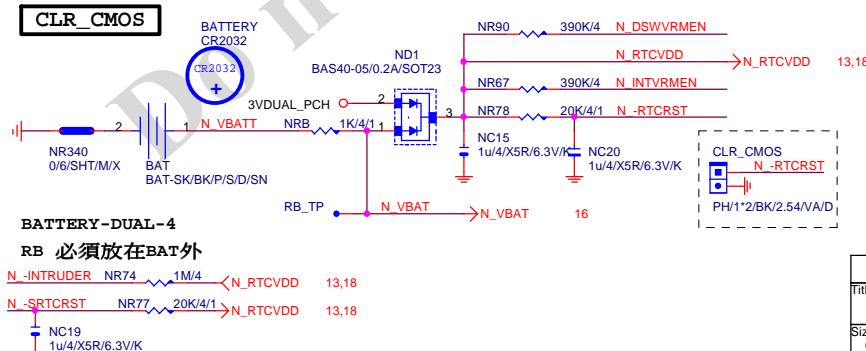 CLR_CMOS
BATTERY
CR2032
CR2032
+
ND1
BAS40-05/0.2A/SOT23
NR90 390K/4 N_DSWVRMEN
N_RTCVDD N_RTCVDD 13,18
NR67 390K/4 N_INTVRMEN
NR78 20K/4/1 N_-RTCRST
3VDUAL_PCH 2
3
2 1 N_VBATT NRB 1K/4/1 1
NR340
0/6/SHT/M/X
BAT
BAT-SK/BK/P/S/D/SN
NC15
1u/4/X5R/6.3V/K
NC20
1u/4/X5R/6.3V/K
CLR_CMOS
N_-RTCRST
PH/1*2/BK/2.54/VA/D
RB_TP N_VBAT N_VBAT 16
BATTERY-DUAL-4
RB 必須放在BAT外
N_-INTRUDER NR74 1M/4 N_RTCVDD 13,18
N_-SRTCRST NR77 20K/4/1 N_RTCVDD 13,18
NC19
1u/4/X5R/6.3V/K
Do n